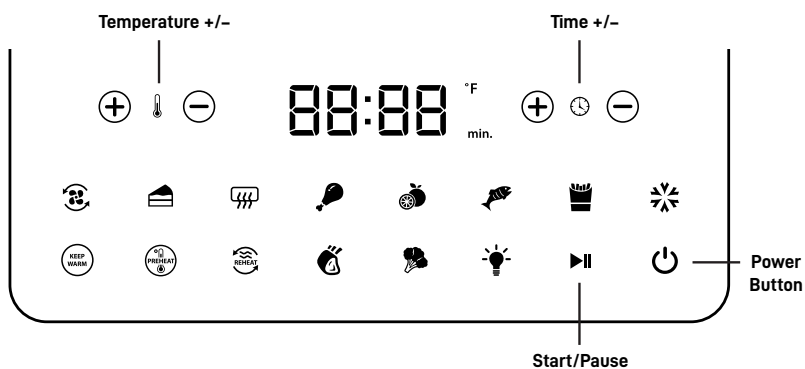 Temperature +/–
Time +/–
88:88
°F
min.
KEEP
WARM
PREHEAT
REHEAT
Power
Button
Start/Pause